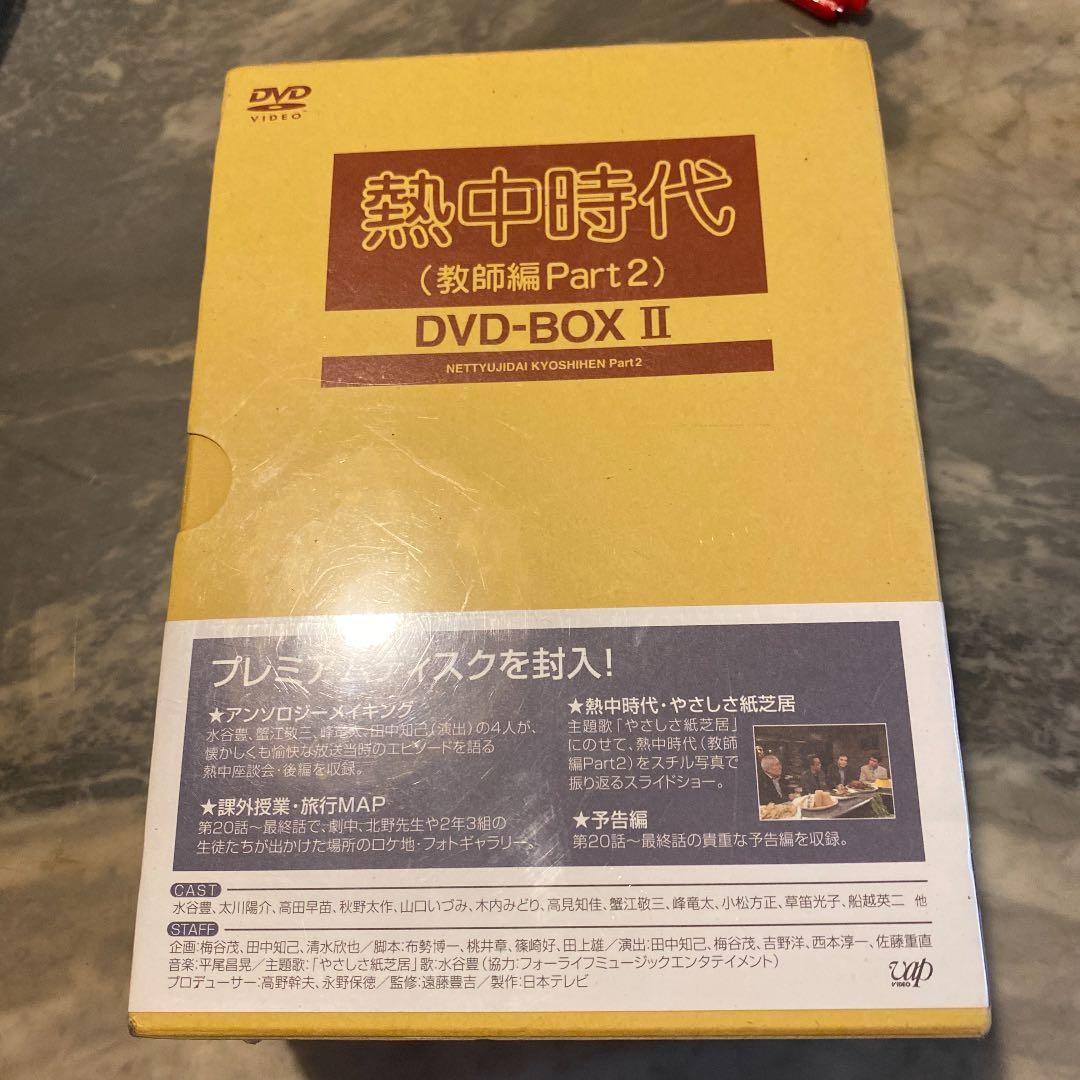 DVD
VIDEO
熱中時代
(教師編Part2)
DVD-BOX II
NETTYUJIDAI KYOSHIHEN Part2
プレミアムディスクを封入!
★アンソロジーメイキング
水谷豊、蟹江敬三、峰竜太、田中知己(演出)の4人が、
懐かしくも愉快な放送当時のエピソードを語る
熱中座談会・後編を収録。
★課外授業・旅行MAP
第20話〜最終話で、劇中、北野先生や2年3組の
生徒たちが出かけた場所のロケ地・フォトギャラリー。
★熱中時代・やさしさ紙芝居
主題歌「やさしさ紙芝居」
にのせて、熱中時代(教師
編Part2)をスチル写真で
振り返るスライドショー。
★予告編
第20話〜最終話の貴重な予告編を収録。
CAST
水谷豊、太川陽介、高田早苗、秋野太作、山口いづみ、木内みどり、高見知佳、蟹江敬三、峰竜太、小松方正、草笛光子、船越英二 他
STAFF
企画:梅谷茂、田中知己、清水欣也/脚本:布勢博一、桃井章、篠崎好、田上雄/演出:田中知己、梅谷茂、吉野洋、西本淳一、佐藤重直
音楽:平尾昌晃/主題歌:「やさしさ紙芝居」歌:水谷豊(協力:フォーライフミュージックエンタテイメント)
プロデューサー:高野幹夫、永野保徳/監修:遠藤豊吉/製作:日本テレビ
vap
VIDEO